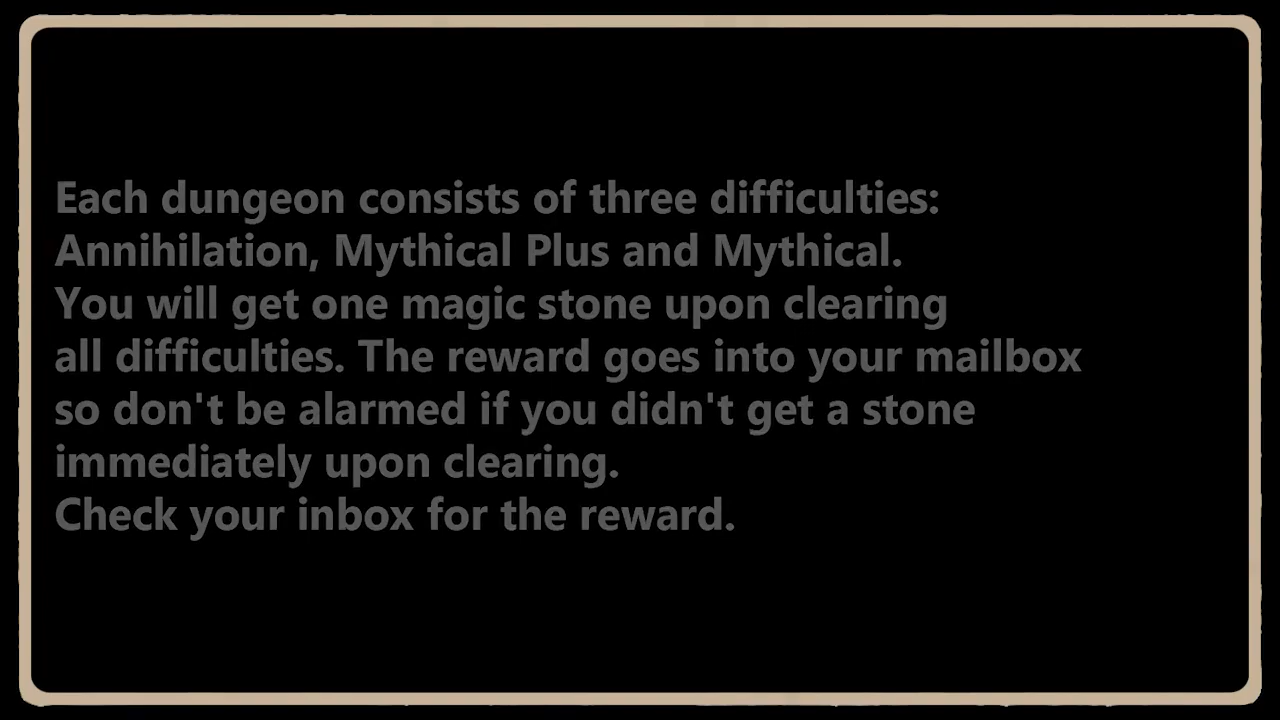 Each dungeon consists of three difficulties:
Annihilation, Mythical Plus and Mythical.
You will get one magic stone upon clearing
all difficulties. The reward goes into your mailbox
so don't be alarmed if you didn't get a stone
immediately upon clearing.
Check your inbox for the reward.